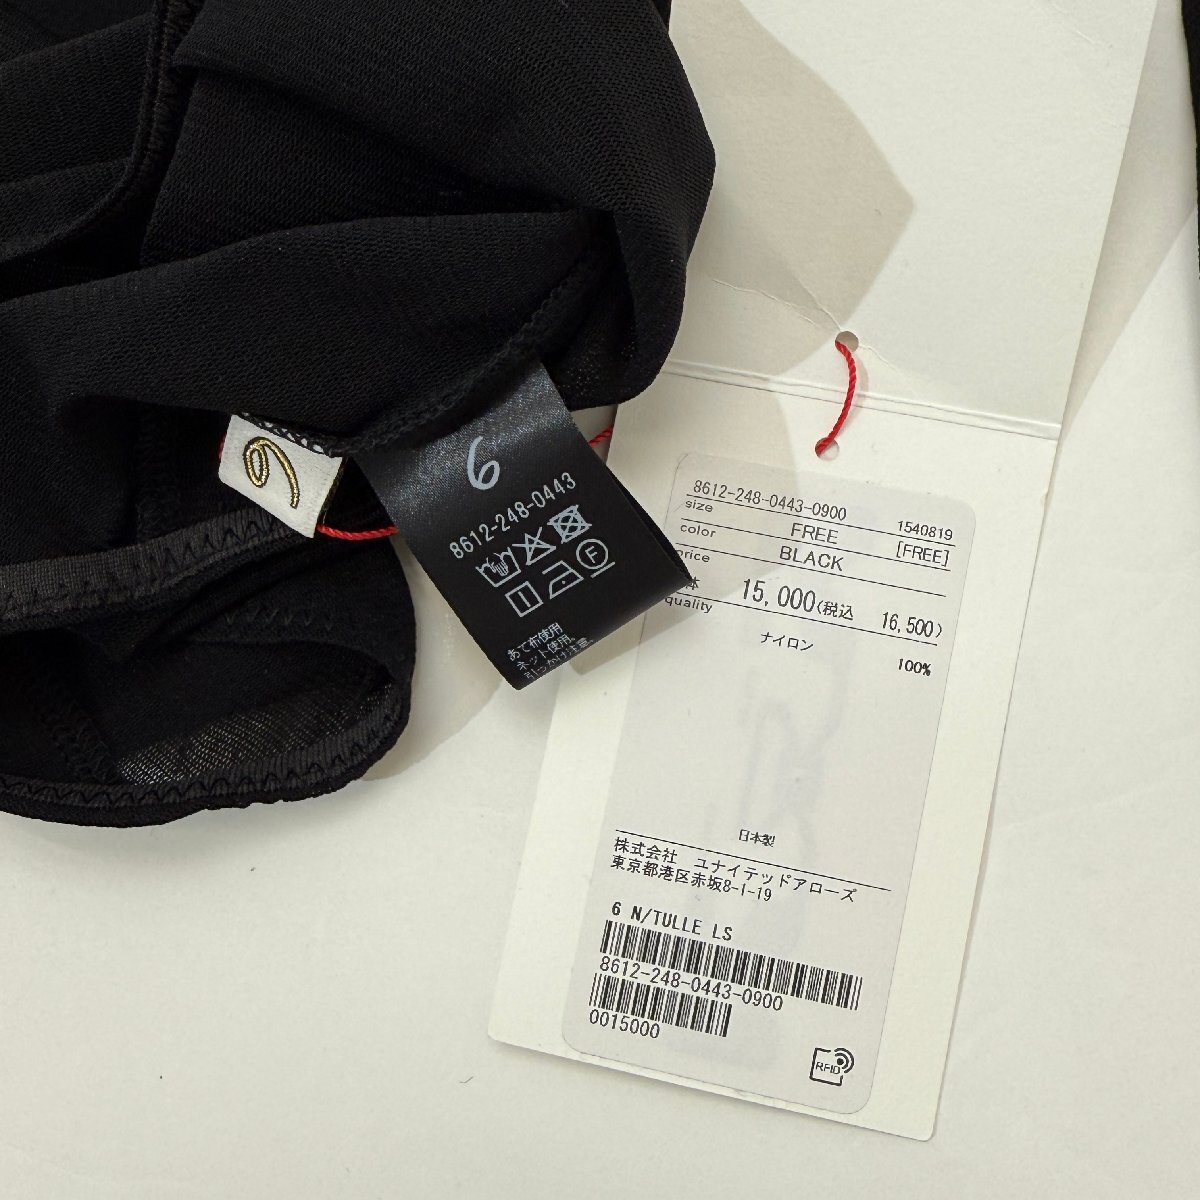 6
6
8612-248-0443
F
あて布使用
ネット使用
引っかけ注意
8612-248-0443-0900
1540819
size FREE [FREE]
color BLACK
price
体 15,000(税込 16,500)
quality
ナイロン 100%
日本製
株式会社 ユナイテッドアローズ
東京都港区赤坂8-1-19
6 N/TULLE LS
8612-248-0443-0900
0015000
RFID